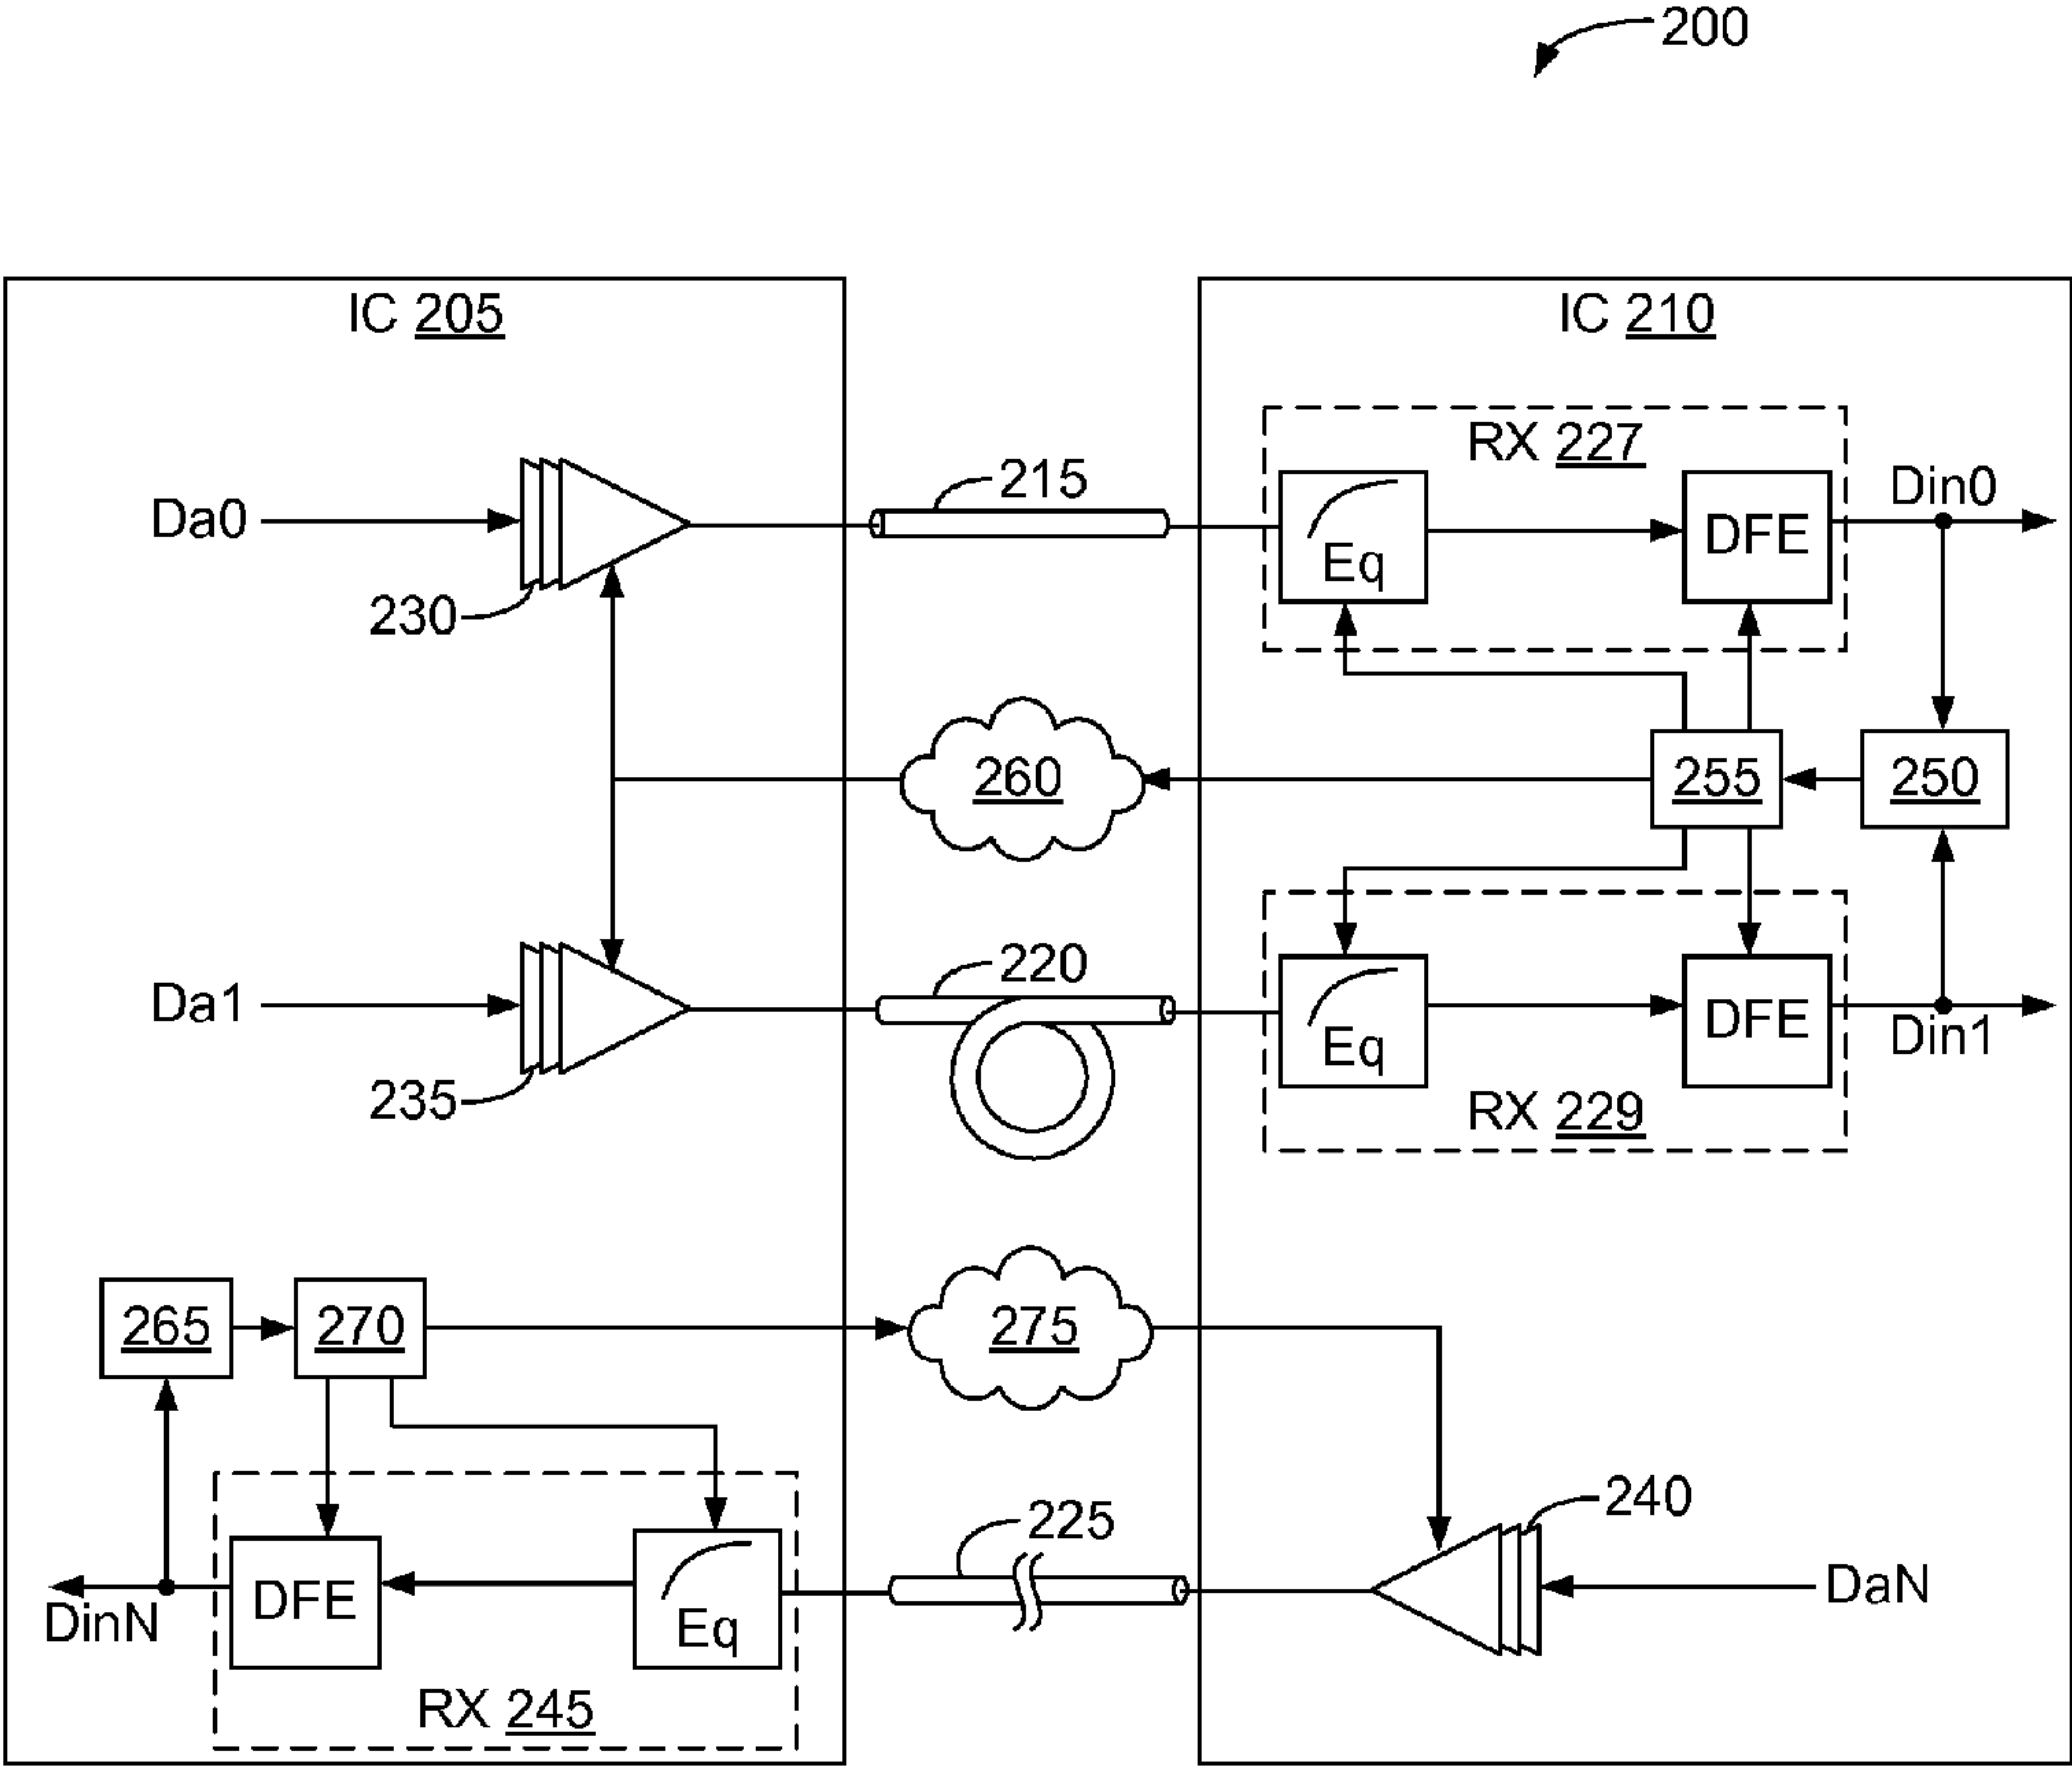 200
IC 205
IC 210
RX 227
215
Din0
Da0
DFE
Eq
230
260
255
250
220
Da1
DFE
Din1
Eq
235
RX 229
265
270
275
240
225
DaN
DFE
DinN
Eq
RX 245